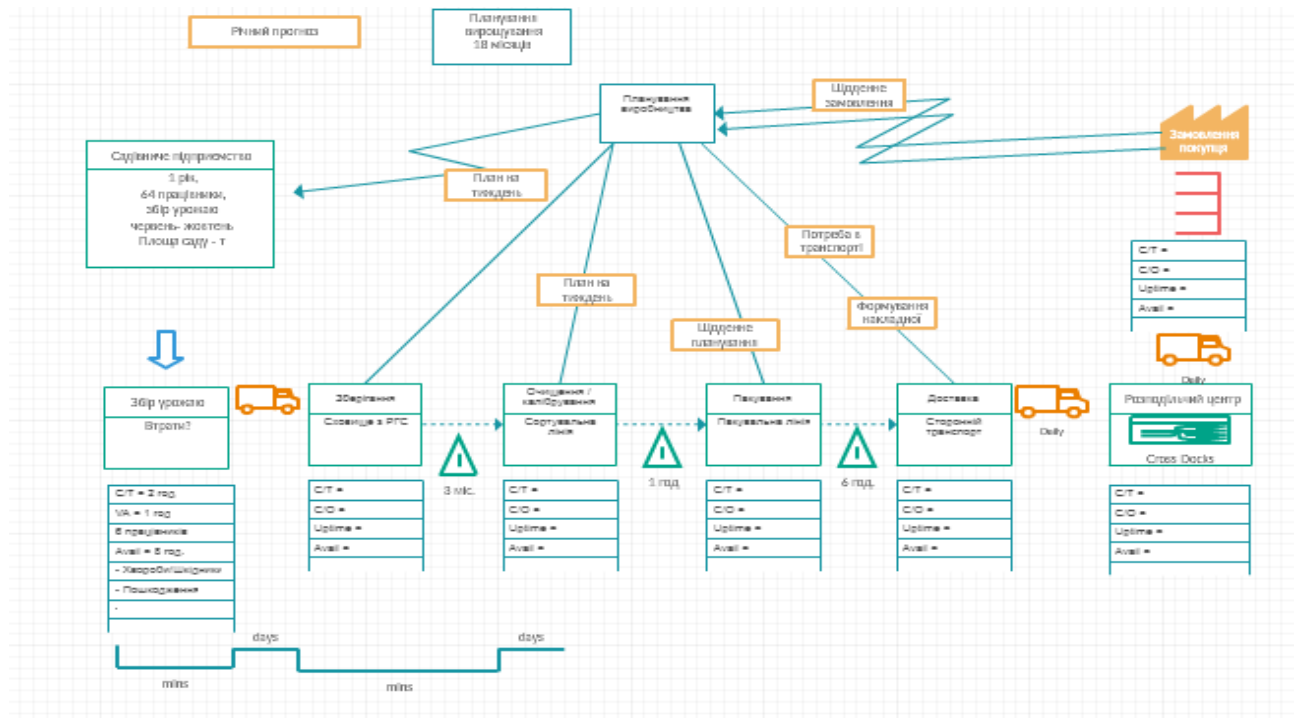 Річний прогноз
Планування
вирощування
18 місяців
Планування
виробництва
Щоденне
замовлення
Замовлення
покупця
Садівниче підприємство
1 рік,
64 працівники,
збір урожаю
червень- жовтень
Площа саду - т
План на
тиждень
Потреба в
транспорті
План на
тиждень
Формування
накладної
Щоденне
планування
C/T =
C/O =
Uptime =
Avail =
Daily
Збір урожаю
Втрати?
Зберігання
Сховище з РГС
Очищення /
калібрування
Сортувальна
лінія
Пакування
Пакувальна лінія
Доставка
Сторонній
транспорт
Daily
Розподільчий центр
Cross Docks
3 міс.
1 год
6 год.
C/T = 2 год.
VA = 1 год
6 працівників
Avail = 8 год.
- Хвороби/Шкідники
- Пошкодження
-
C/T =
C/O =
Uptime =
Avail =
C/T =
C/O =
Uptime =
Avail =
C/T =
C/O =
Uptime =
Avail =
C/T =
C/O =
Uptime =
Avail =
C/T =
C/O =
Uptime =
Avail =
days
days
mins
mins